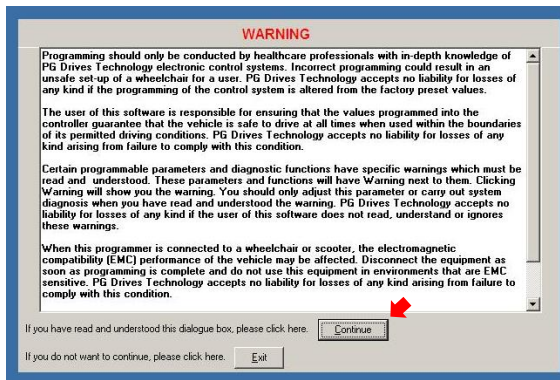 WARNING
Programming should only be conducted by healthcare professionals with in-depth knowledge of
PG Drives Technology electronic control systems. Incorrect programming could result in an
unsafe set-up of a wheelchair for a user. PG Drives Technology accepts no liability for losses of
any kind if the programming of the control system is altered from the factory preset values.
The user of this software is responsible for ensuring that the values programmed into the
controller guarantee that the vehicle is safe to drive at all times when used within the boundaries
of its permitted driving conditions. PG Drives Technology accepts no liability for losses of any
kind arising from failure to comply with this condition.
Certain programmable parameters and diagnostic functions have specific warnings which must be
read and understood. These parameters and functions will have Warning next to them. Clicking
Warning will show you the warning. You should only adjust this parameter or carry out system
diagnosis when you have read and understood the warning. PG Drives Technology accepts no
liability for losses of any kind if the user of this software does not read, understand or ignores
these warnings.
When this programmer is connected to a wheelchair or scooter, the electromagnetic
compatibility (EMC) performance of the vehicle may be affected. Disconnect the equipment as
soon as programming is complete and do not use this equipment in environments that are EMC
sensitive. PG Drives Technology accepts no liability for losses of any kind arising from failure to
comply with this condition.
If you have read and understood this dialogue box, please click here. Continue
If you do not want to continue, please click here. Exit